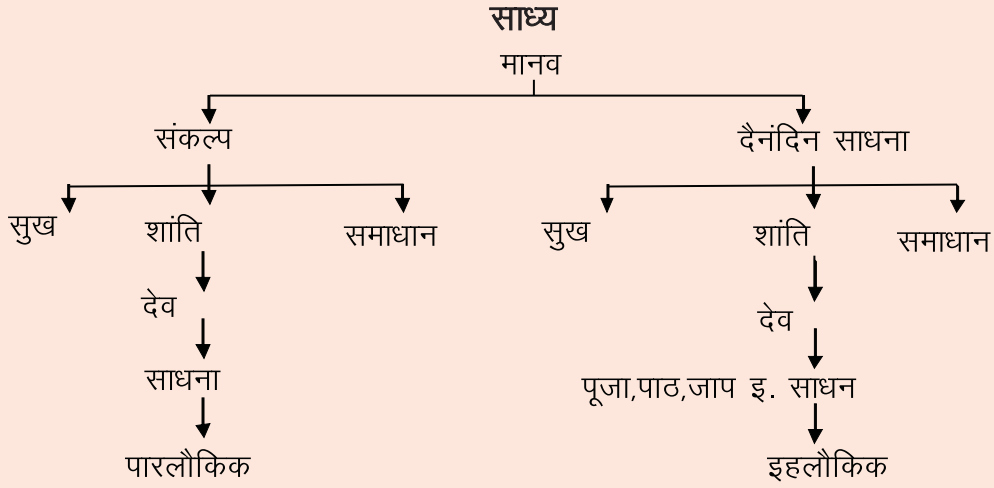 साध्य
मानव
संकल्प दैनंदिन साधना
सुख शांति समाधान सुख शांति समाधान
देव देव
साधना पूजा,पाठ,जाप इ. साधन
पारलौकिक इहलौकिक